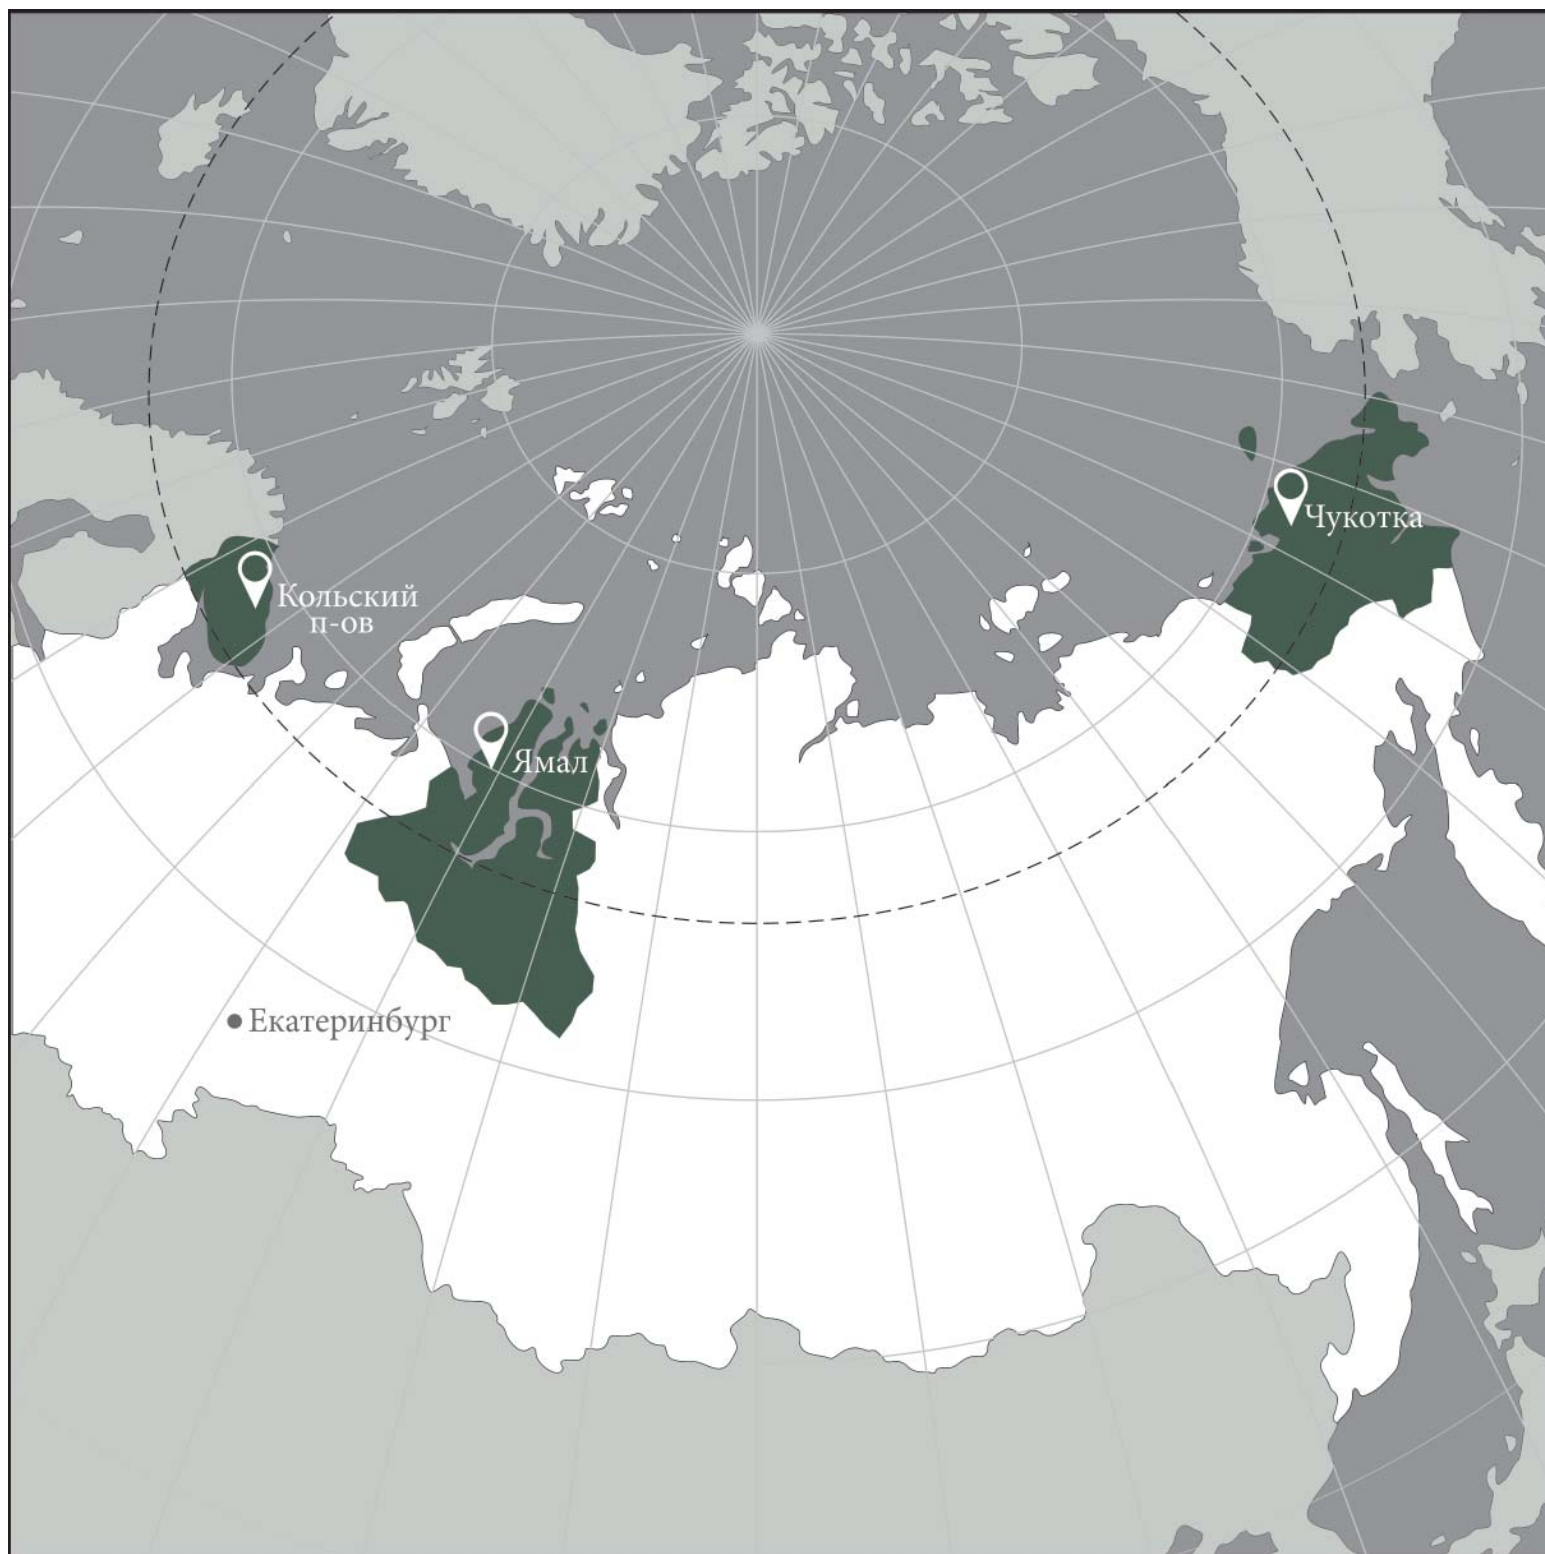 Чукотка
Кольский
п-ов
Ямал
Екатеринбург